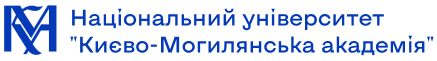 Національний університет
"Києво-Могилянська академія"